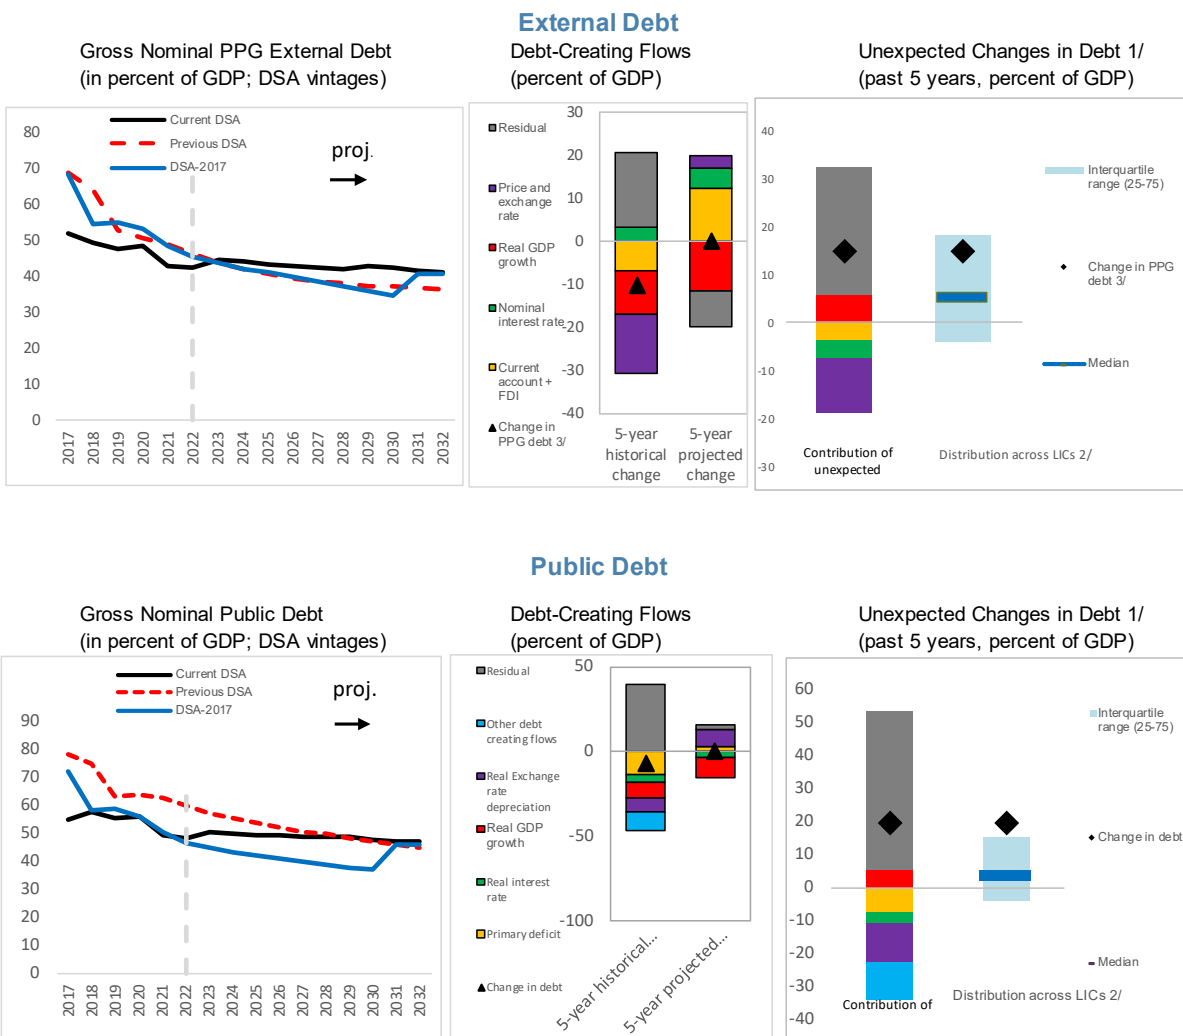 External Debt
Gross Nominal PPG External Debt
(in percent of GDP; DSA vintages)
Debt-Creating Flows
(percent of GDP)
Unexpected Changes in Debt 1/
(past 5 years, percent of GDP)
Current DSA
Previous DSA
DSA-2017
proj.
80
70
60
50
40
30
20
10
0
2017
2018
2019
2020
2021
2022
2023
2024
2025
2026
2027
2028
2029
2030
2031
2032
30
20
10
0
-10
-20
-30
-40
Residual
Price and
exchange
rate
Real GDP
growth
Nominal
interest rate
Current
account +
FDI
Change in
PPG debt 3/
5-year
historical
change
5-year
projected
change
40
30
20
10
0
-10
-20
-30
Interquartile
range (25-75)
Change in PPG
debt 3/
Median
Contribution of
unexpected
Distribution across LICs 2/
Public Debt
Gross Nominal Public Debt
(in percent of GDP; DSA vintages)
Debt-Creating Flows
(percent of GDP)
Unexpected Changes in Debt 1/
(past 5 years, percent of GDP)
Current DSA
Previous DSA
DSA-2017
proj.
90
80
70
60
50
40
30
20
10
0
2017
2018
2019
2020
2021
2022
2023
2024
2025
2026
2027
2028
2029
2030
2031
2032
50
0
-50
-100
Residual
Other debt
creating flows
Real Exchange
rate
depreciation
Real GDP
growth
Real interest
rate
Primary deficit
Change in debt
5-year historical...
5-year projected...
60
50
40
30
20
10
0
-10
-20
-30
-40
Interquartile
range (25-75)
Change in debt
Median
Contribution of
Distribution across LICs 2/